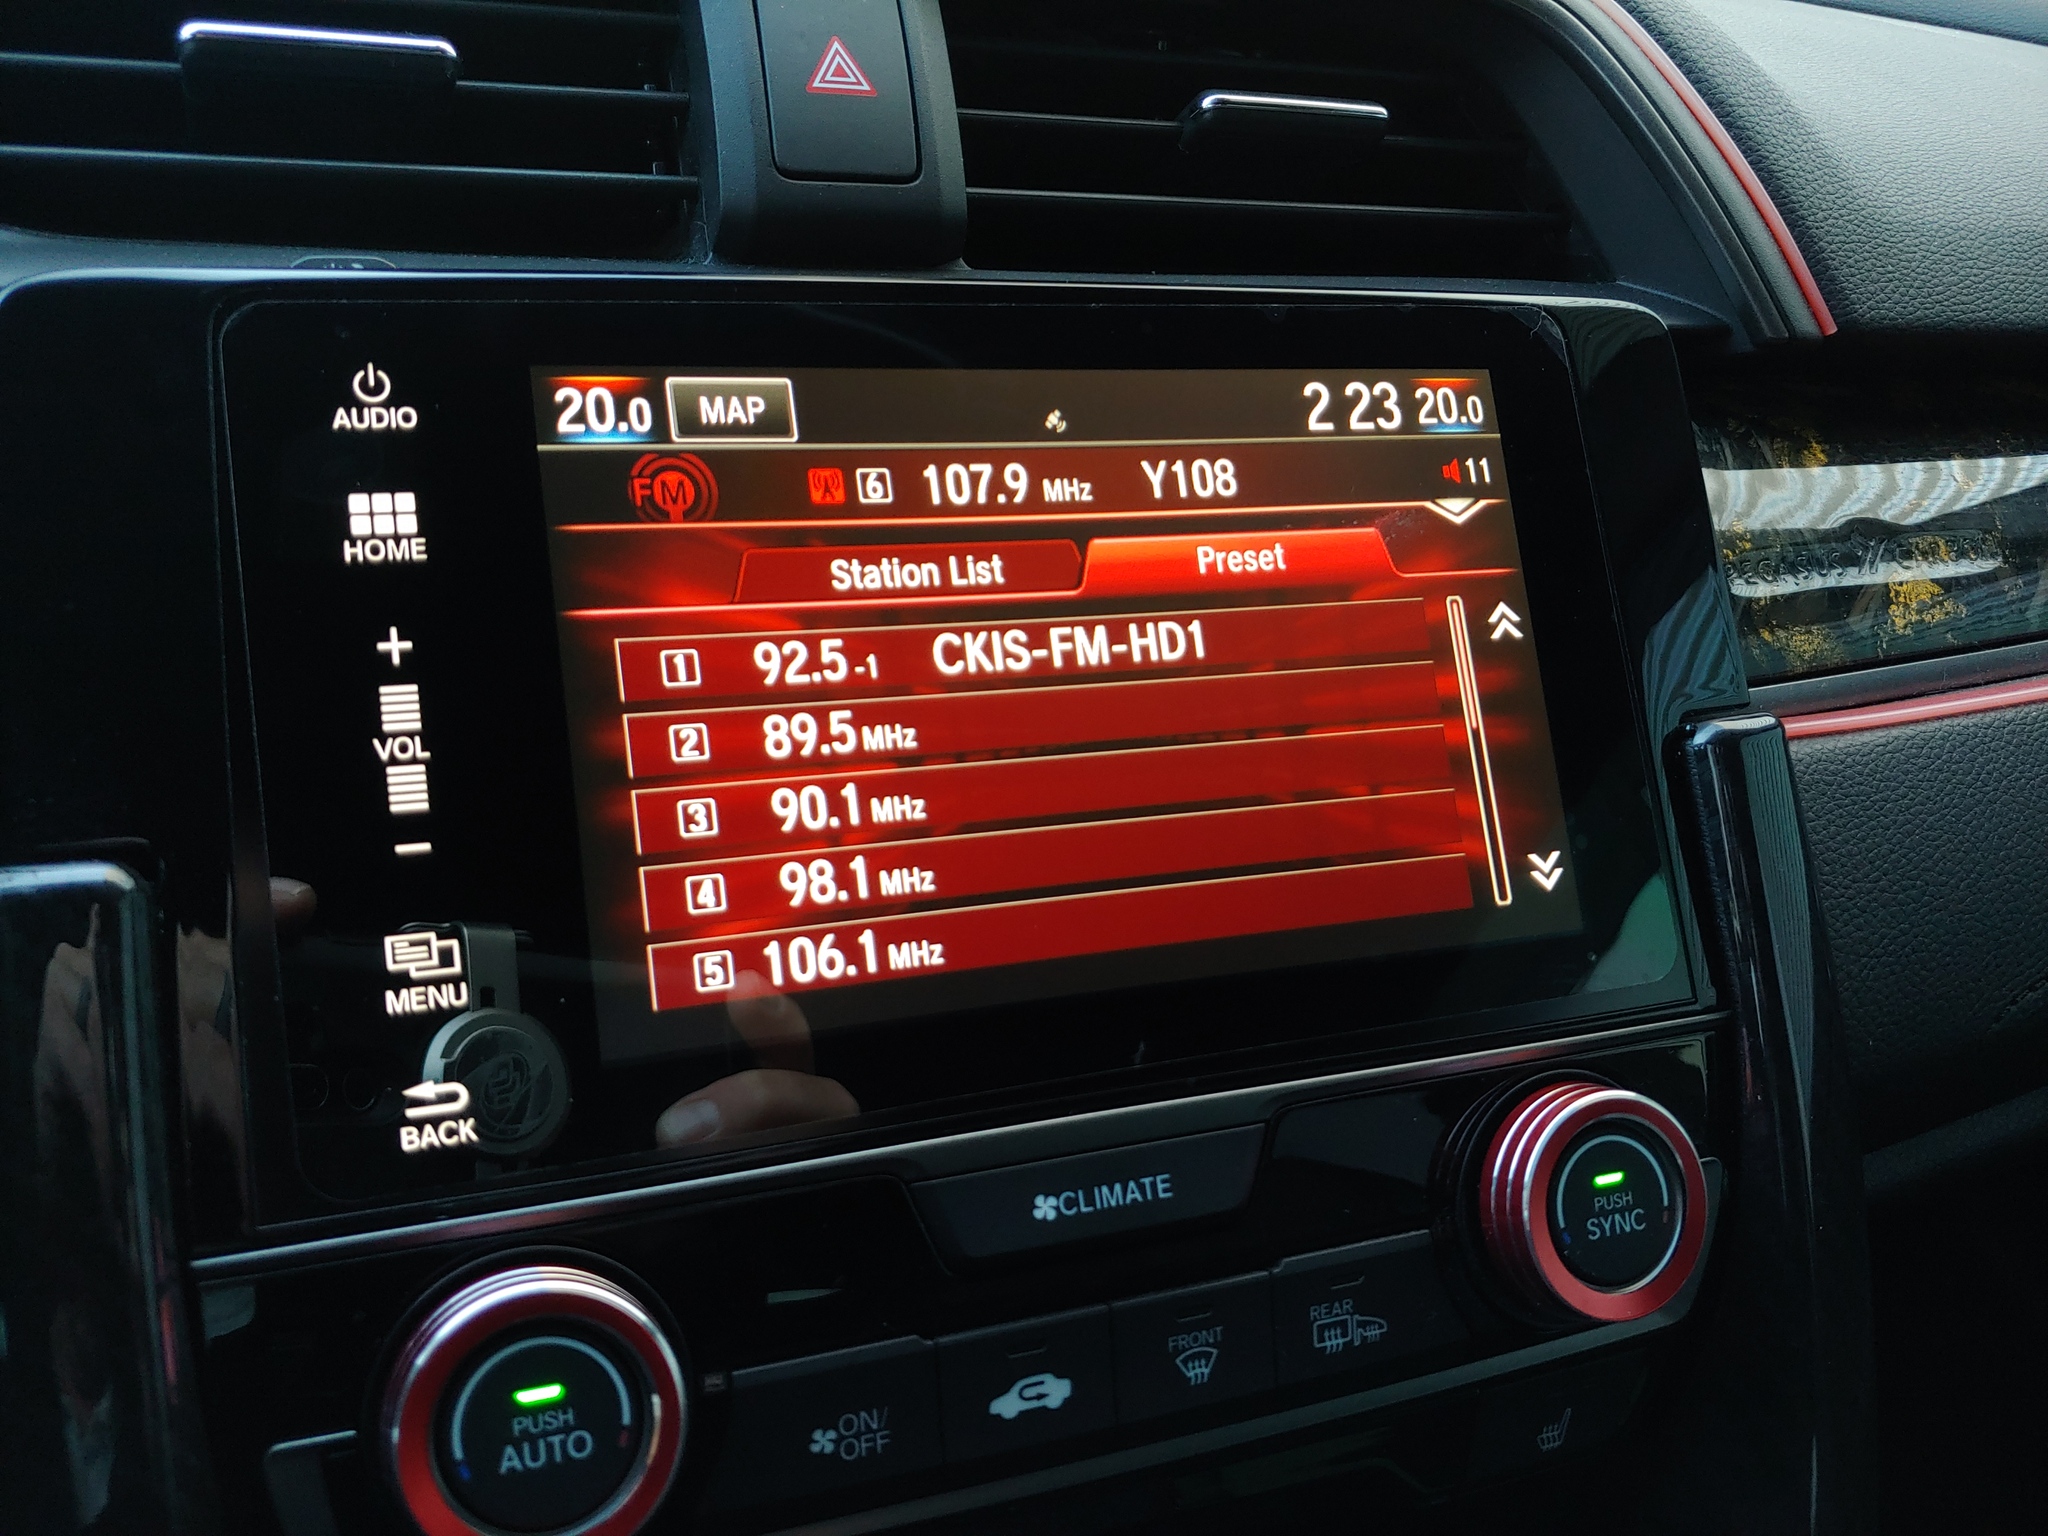 AUDIO
HOME
+
VOL
-
MENU
BACK
20.0 MAP 2 23 20.0
FM 6 107.9 MHz Y108 11
Station List Preset
1 92.5-1 CKIS-FM-HD1
2 89.5 MHz
3 90.1 MHz
4 98.1 MHz
5 106.1 MHz
CLIMATE
PUSH
SYNC
PUSH
AUTO
ON/
OFF
FRONT
REAR